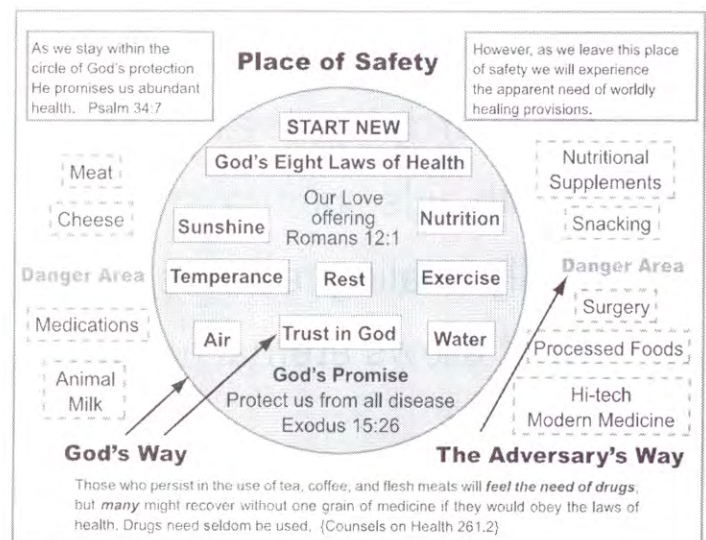 As we stay within the
circle of God's protection
He promises us abundant
health. Psalm 34:7
Place of Safety
However, as we leave this place
of safety we will experience
the apparent need of worldly
healing provisions.
START NEW
God's Eight Laws of Health
Our Love
offering
Romans 12:1
Sunshine
Nutrition
Temperance
Rest
Exercise
Air
Trust in God
Water
God's Promise
Protect us from all disease
Exodus 15:26
Meat
Cheese
Danger Area
Medications
Animal
Milk
God's Way
Nutritional
Supplements
Snacking
Danger Area
Surgery
Processed Foods
Hi-tech
Modern Medicine
The Adversary's Way
Those who persist in the use of tea, coffee, and flesh meats will feel the need of drugs,
but many might recover without one grain of medicine if they would obey the laws of
health. Drugs need seldom be used. {Counsels on Health 261.2}